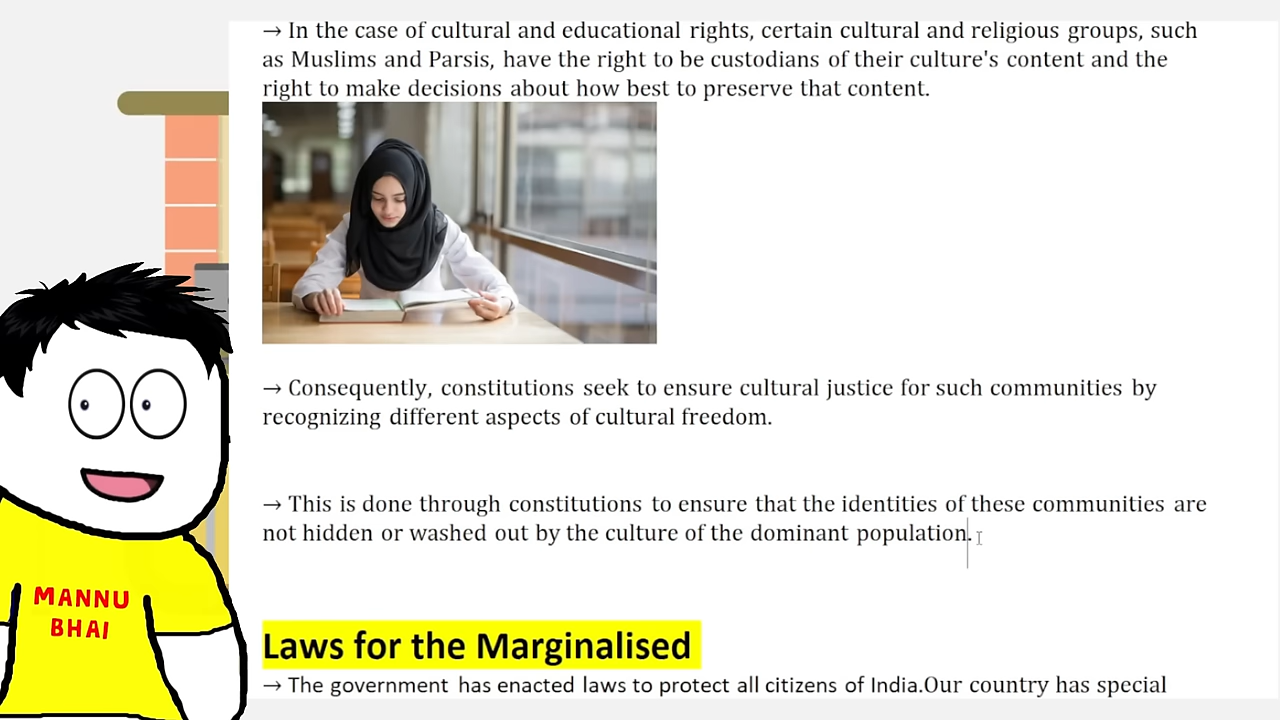 → In the case of cultural and educational rights, certain cultural and religious groups, such
as Muslims and Parsis, have the right to be custodians of their culture's content and the
right to make decisions about how best to preserve that content.
→ Consequently, constitutions seek to ensure cultural justice for such communities by
recognizing different aspects of cultural freedom.
→ This is done through constitutions to ensure that the identities of these communities are
not hidden or washed out by the culture of the dominant population.
MANNU
BHAI
Laws for the Marginalised
→ The government has enacted laws to protect all citizens of India.Our country has special